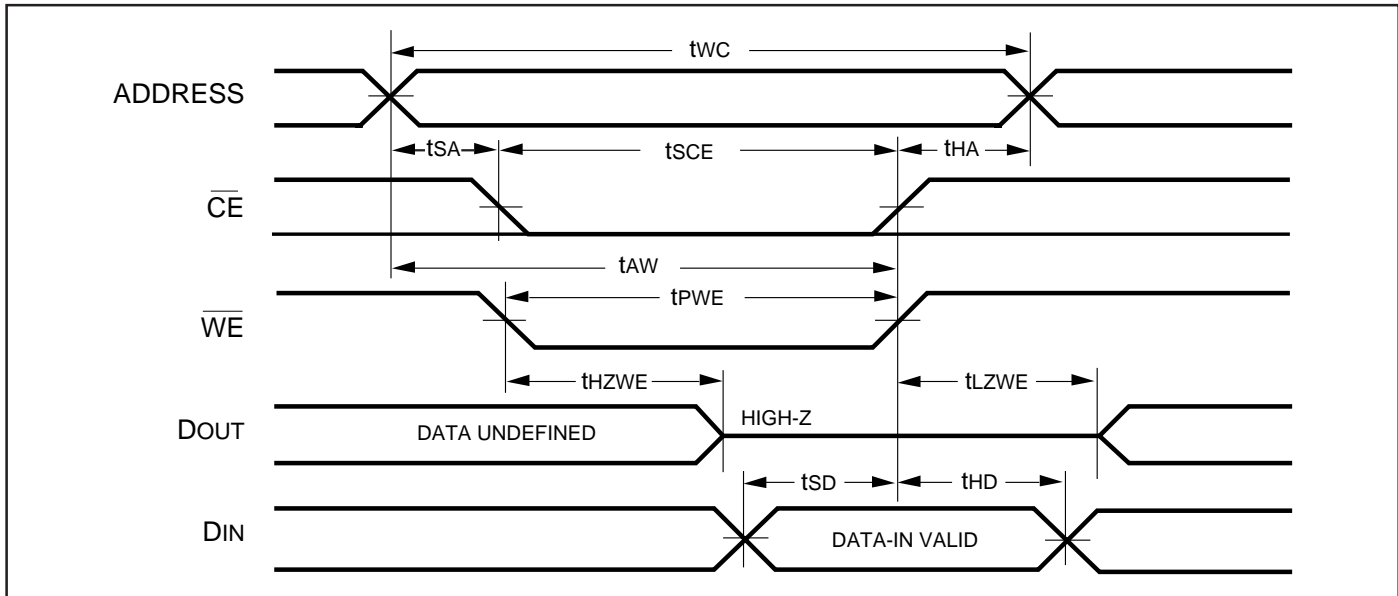 tWC
ADDRESS
tSA tSCE tHA
CE
tAW
tPWE
WE
tHZWE tLZWE
DOUT DATA UNDEFINED HIGH-Z
tSD tHD
DIN DATA-IN VALID